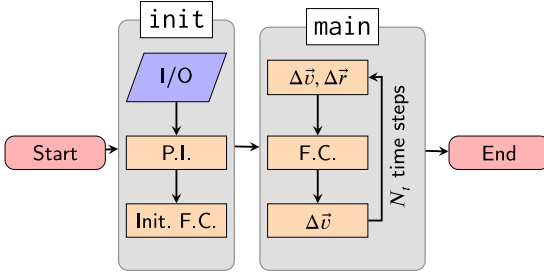 init
main
I/O
Δv⃗, Δr⃗
Start
P.I.
F.C.
N_t time steps
End
Init. F.C.
Δv⃗